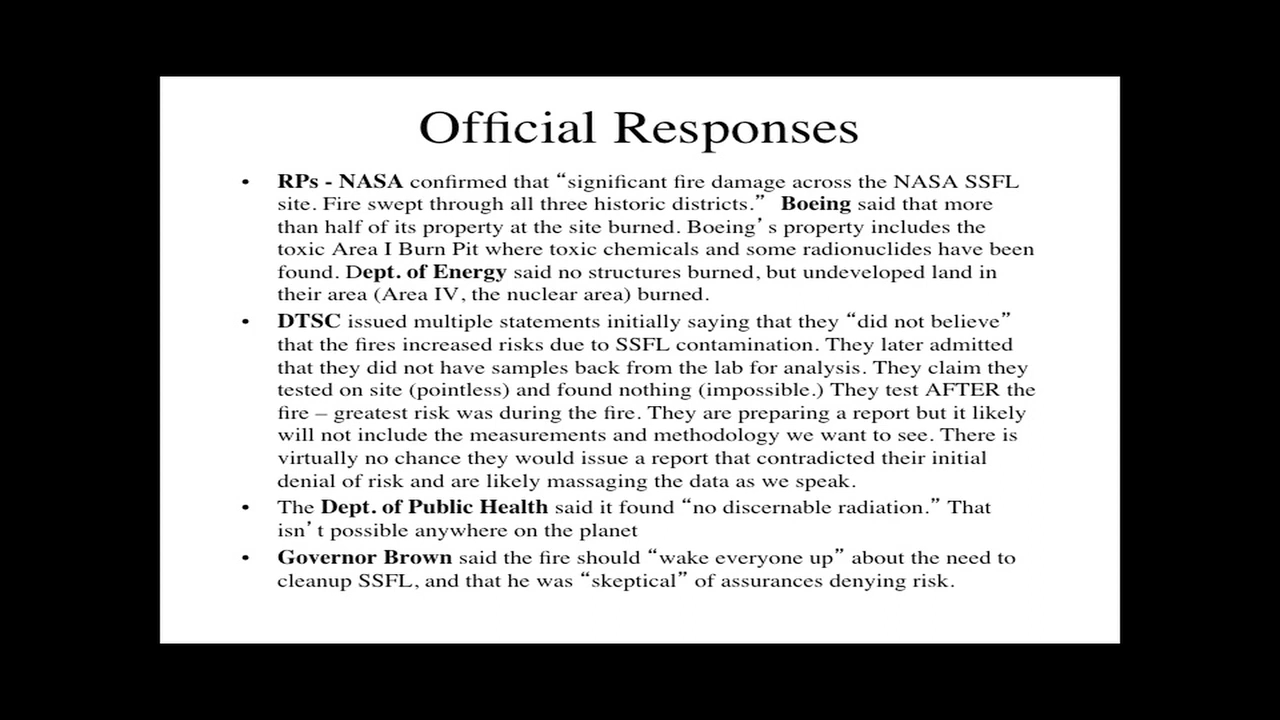 Official Responses
• RPs - NASA confirmed that “significant fire damage across the NASA SSFL
site. Fire swept through all three historic districts.” Boeing said that more
than half of its property at the site burned. Boeing’s property includes the
toxic Area I Burn Pit where toxic chemicals and some radionuclides have been
found. Dept. of Energy said no structures burned, but undeveloped land in
their area (Area IV, the nuclear area) burned.
• DTSC issued multiple statements initially saying that they “did not believe”
that the fires increased risks due to SSFL contamination. They later admitted
that they did not have samples back from the lab for analysis. They claim they
tested on site (pointless) and found nothing (impossible.) They test AFTER the
fire – greatest risk was during the fire. They are preparing a report but it likely
will not include the measurements and methodology we want to see. There is
virtually no chance they would issue a report that contradicted their initial
denial of risk and are likely massaging the data as we speak.
• The Dept. of Public Health said it found “no discernable radiation.” That
isn’t possible anywhere on the planet
• Governor Brown said the fire should “wake everyone up” about the need to
cleanup SSFL, and that he was “skeptical” of assurances denying risk.